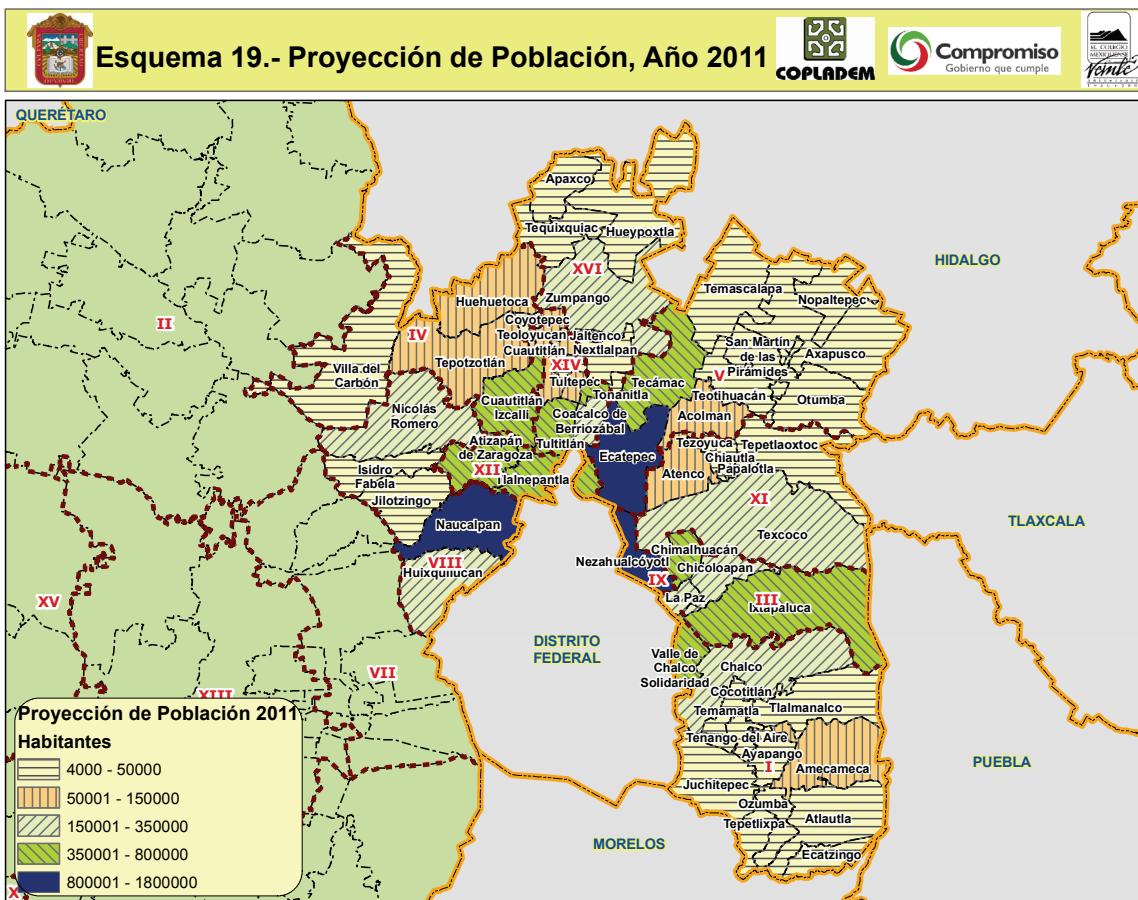 Esquema 19.- Proyección de Población, Año 2011
COPLADEM
Compromiso
Gobierno que cumple
EL COLEGIO
MEXIQUENSE
QUERÉTARO
HIDALGO
TLAXCALA
PUEBLA
MORELOS
DISTRITO
FEDERAL
Apaxco
Tequixquiac
Hueypoxtla
XVI
Zumpango
Huehuetoca
Coyotepec
Teoloyucan
Jaltenco
Cuautitlán
Nextlalpan
IV
XIV
Tepotzotlán
Tultepec
Tonanitla
Tecámac
Villa del
Carbón
Nicolás
Romero
Cuautitlán
Izcalli
Coacalco de
Berriozábal
Tultitlán
Atizapán
de Zaragoza
XII
Tlalnepantla
Isidro
Fabela
Jilotzingo
Naucalpan
VIII
Huixquilucan
Ecatepec
Temascalapa
Nopaltepec
San Martín
de las
Pirámides
Axapusco
V
Teotihuacán
Otumba
Acolman
Tezoyuca
Tepetlaoxtoc
Chiautla
Papalotla
Atenco
XI
Texcoco
Chimalhuacán
Nezahualcóyotl
Chicoloapan
IX
La Paz
III
Ixtapaluca
Valle de
Chalco
Solidaridad
Chalco
Cocotitlán
Temamatla
Tlalmanalco
Tenango del Aire
Ayapango
I
Amecameca
Juchitepec
Ozumba
Tepetlixpa
Atlautla
Ecatzingo
II
XV
VII
XIII
X
Proyección de Población 2011
Habitantes
4000 - 50000
50001 - 150000
150001 - 350000
350001 - 800000
800001 - 1800000